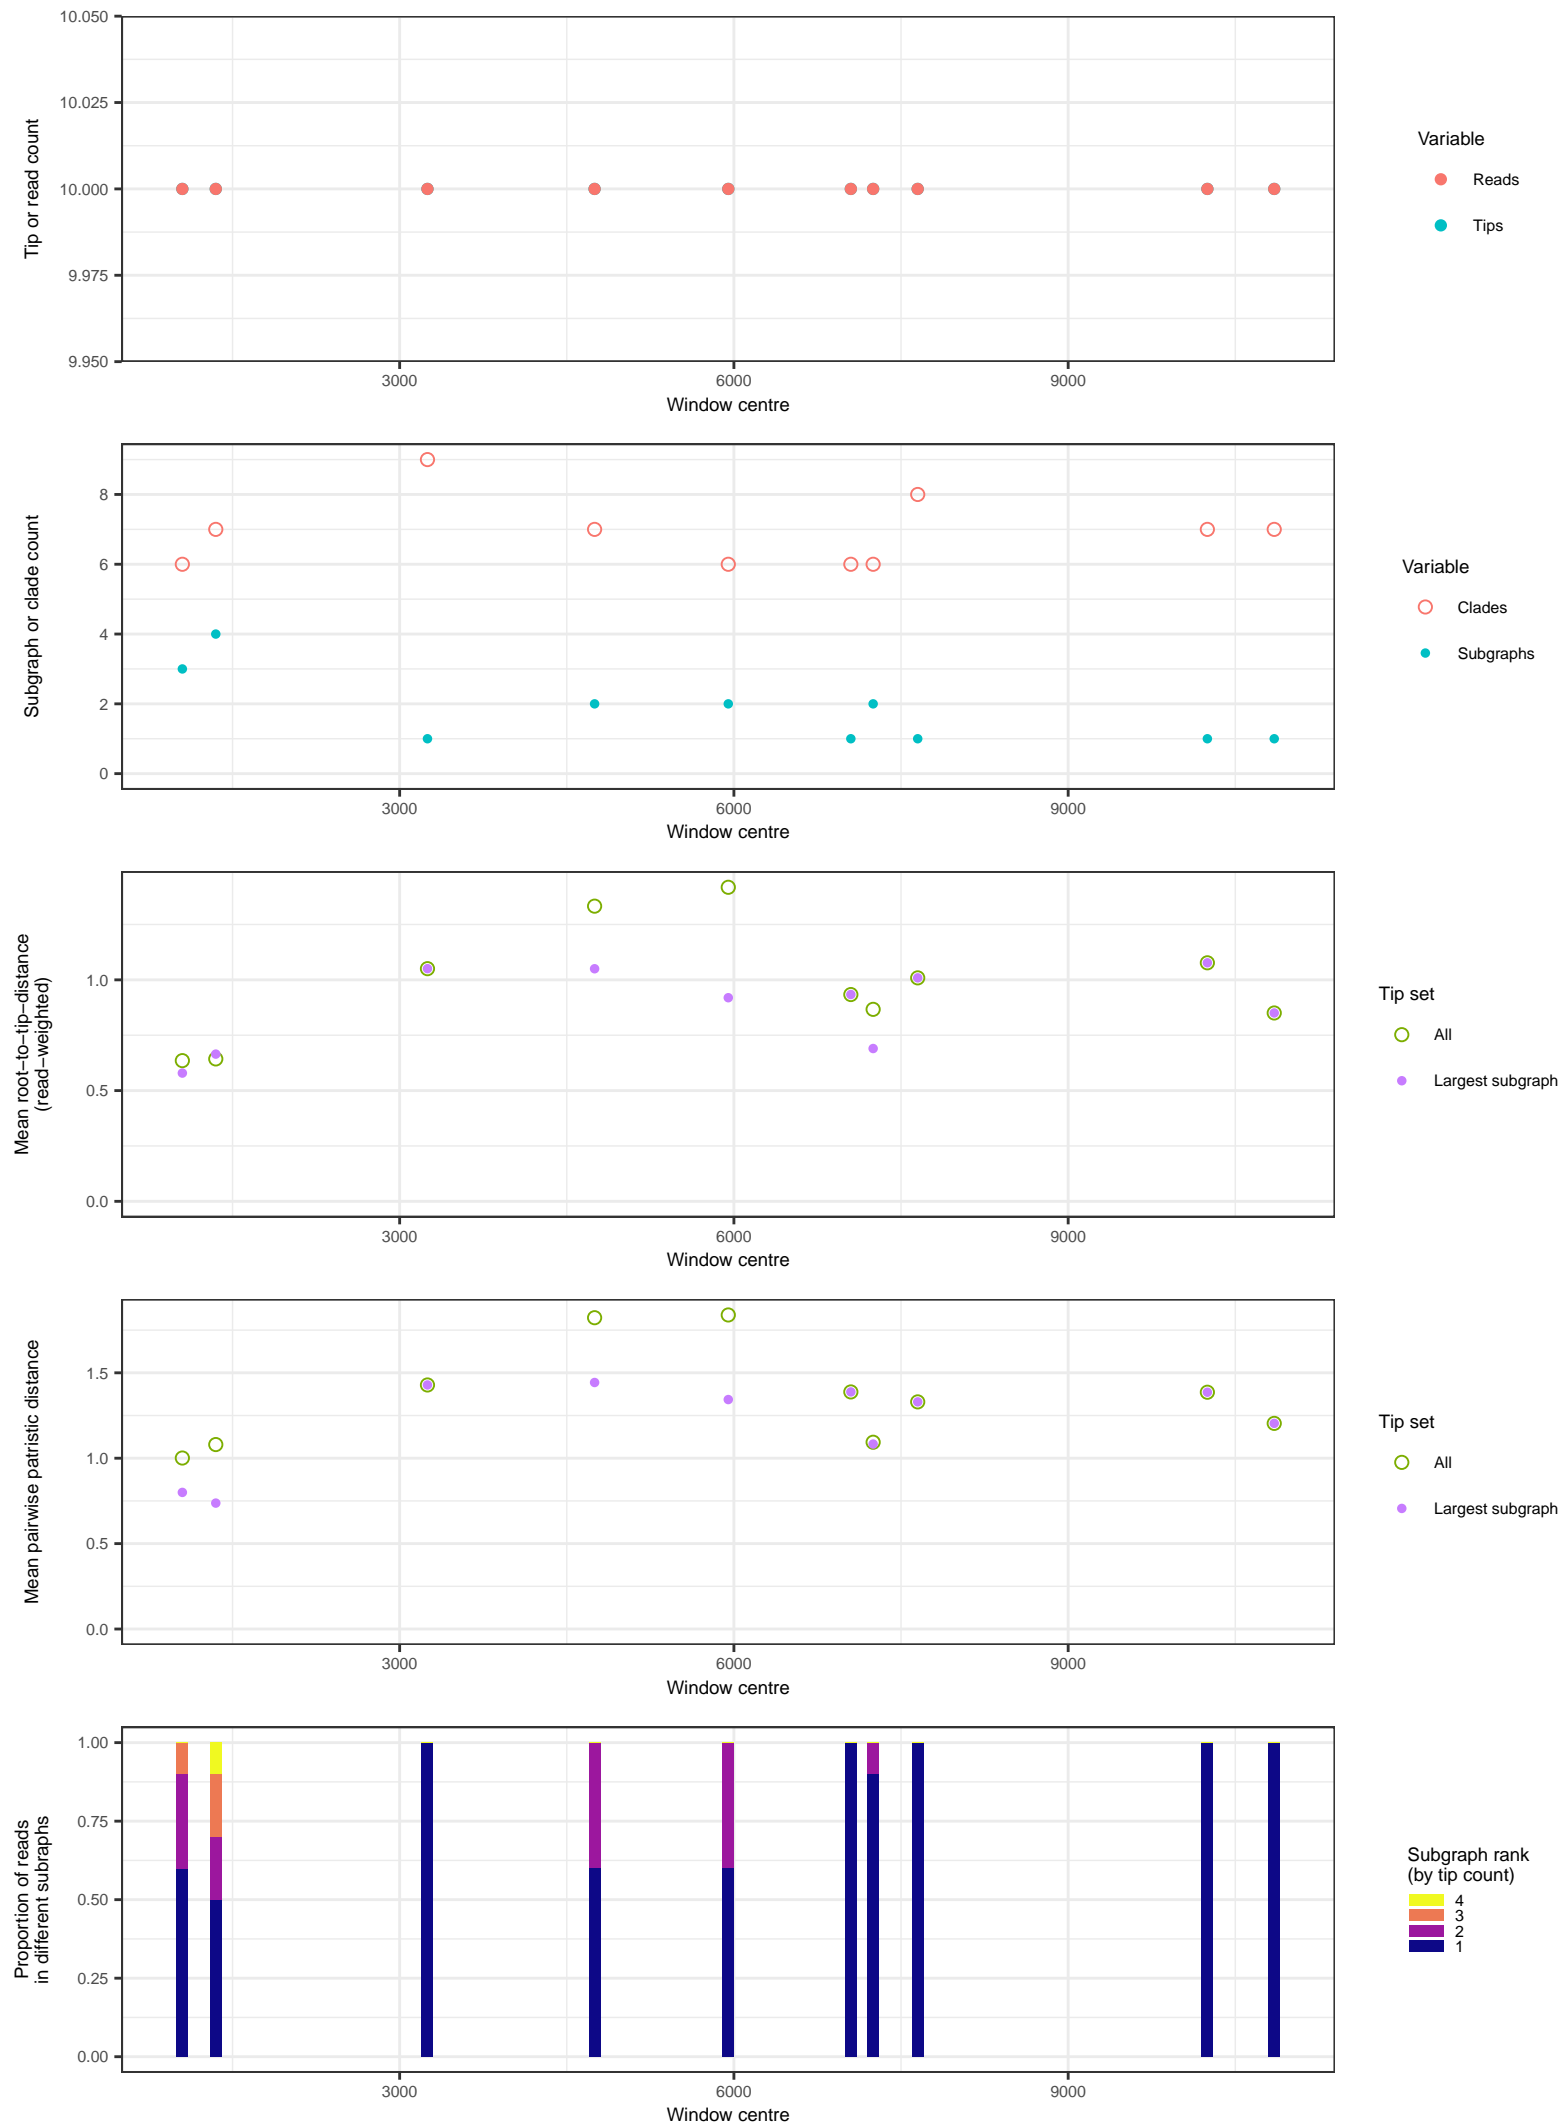 10.050
10.025
10.000
9.975
9.950
Tip or read count
3000
6000
9000
Window centre
Variable
Reads
Tips
8
6
4
2
0
Subgraph or clade count
3000
6000
9000
Window centre
Variable
Clades
Subgraphs
1.0
0.5
0.0
Mean root−to−tip−distance
(read−weighted)
3000
6000
9000
Window centre
Tip set
All
Largest subgraph
1.5
1.0
0.5
0.0
Mean pairwise patristic distance
3000
6000
9000
Window centre
Tip set
All
Largest subgraph
1.00
0.75
0.50
0.25
0.00
Proportion of reads
in different subraphs
3000
6000
9000
Window centre
Subgraph rank
(by tip count)
4
3
2
1